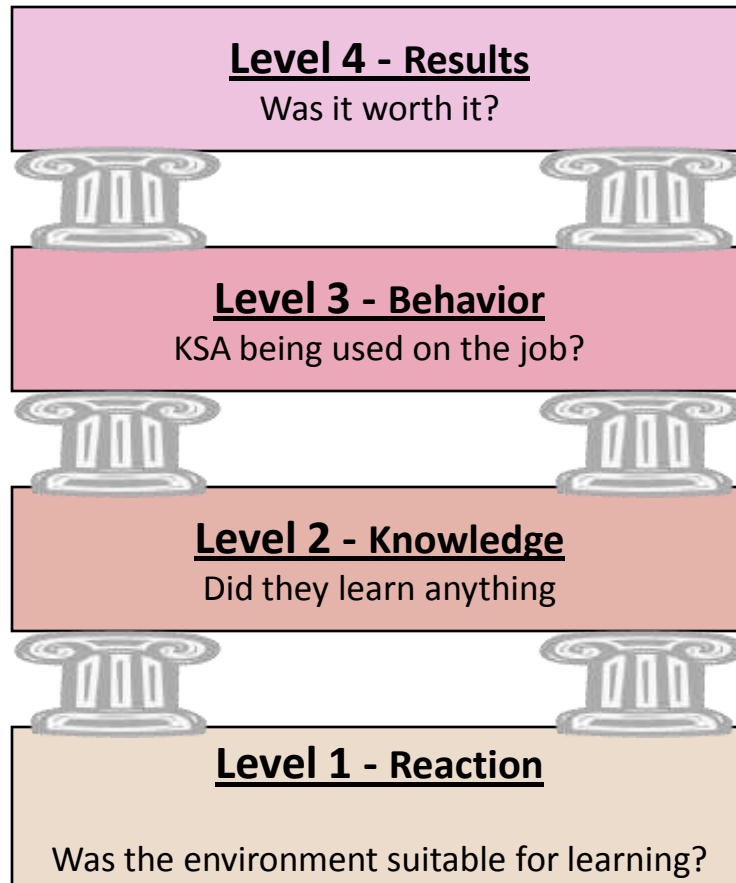 Level 4 - Results
Was it worth it?
Level 3 - Behavior
KSA being used on the job?
Level 2 - Knowledge
Did they learn anything
Level 1 - Reaction
Was the environment suitable for learning?